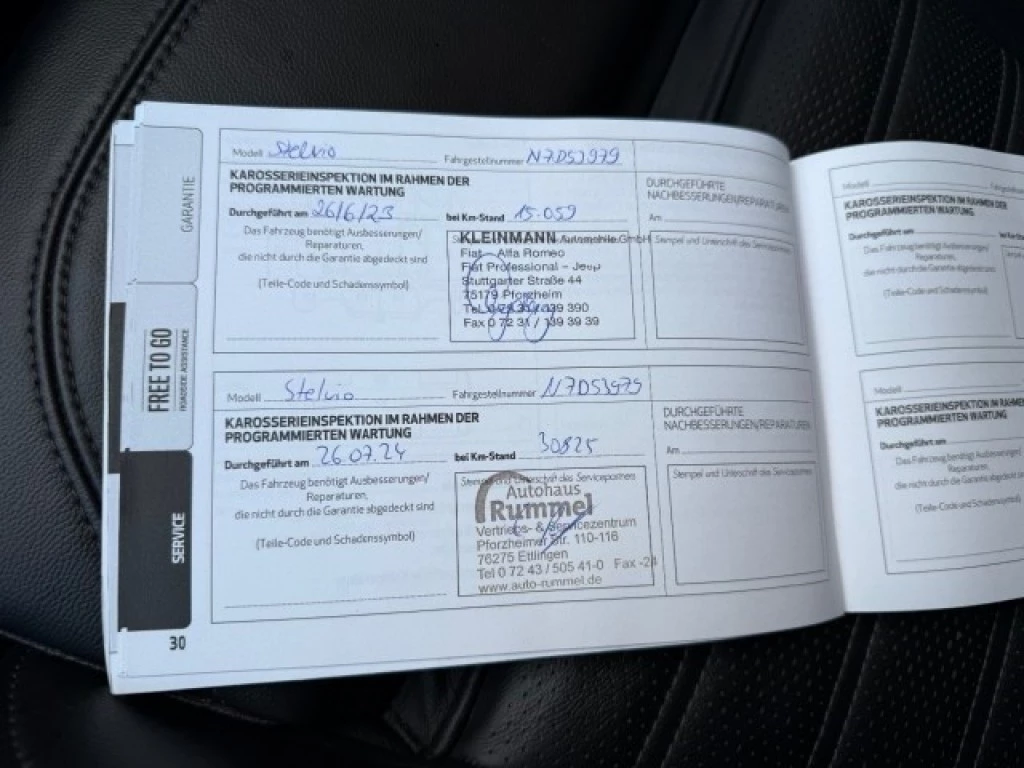 GARANTIE
FREE TO GO
ROADSIDE ASSISTANCE
SERVICE
Modell Stelvio Fahrgestellnummer N7D53979
KAROSSERIEINSPEKTION IM RAHMEN DER
PROGRAMMIERTEN WARTUNG
Durchgeführt am 26/6/23 bei Km-Stand 15.059
Das Fahrzeug benötigt Ausbesserungen/
Reparaturen,
die nicht durch die Garantie abgedeckt sind
(Teile-Code und Schadenssymbol)
KLEINMANN Automobile GmbH
Fiat - Alfa Romeo
Fiat Professional - Jeep
Stuttgarter Straße 44
75179 Pforzheim
Fax 0 72 31 / 139 39 39
DURCHGEFÜHRTE
NACHBESSERUNGEN/REPARATUREN
Am
Stempel und Unterschrift des Servicepartners
Modell Stelvio Fahrgestellnummer N7D53979
KAROSSERIEINSPEKTION IM RAHMEN DER
PROGRAMMIERTEN WARTUNG
Durchgeführt am 26.07.24 bei Km-Stand 30825
Das Fahrzeug benötigt Ausbesserungen/
Reparaturen,
die nicht durch die Garantie abgedeckt sind
(Teile-Code und Schadenssymbol)
Stempel und Unterschrift des Servicepartners
Autohaus
Rummel
Vertriebs- & Servicezentrum
Pforzheimer Str. 110-116
76275 Ettlingen
Tel 0 72 43 / 505 41-0 Fax -24
www.auto-rummel.de
DURCHGEFÜHRTE
NACHBESSERUNGEN/REPARATUREN
Am
Stempel und Unterschrift des Servicepartners
30
Modell
KAROSSERIEINSPEKTION IM RAHMEN DER
PROGRAMMIERTEN WARTUNG
Durchgeführt am
Das Fahrzeug benötigt Ausbesserungen/
Reparaturen,
die nicht durch die Garantie abgedeckt sind
(Teile-Code und Schadenssymbol)
Modell
KAROSSERIEINSPEKTION IM RAHMEN
PROGRAMMIERTEN WARTUNG
Durchgeführt am
Das Fahrzeug benötigt Ausbesserungen/
Reparaturen,
die nicht durch die Garantie abgedeckt sind
(Teile-Code und Schadenssymbol)